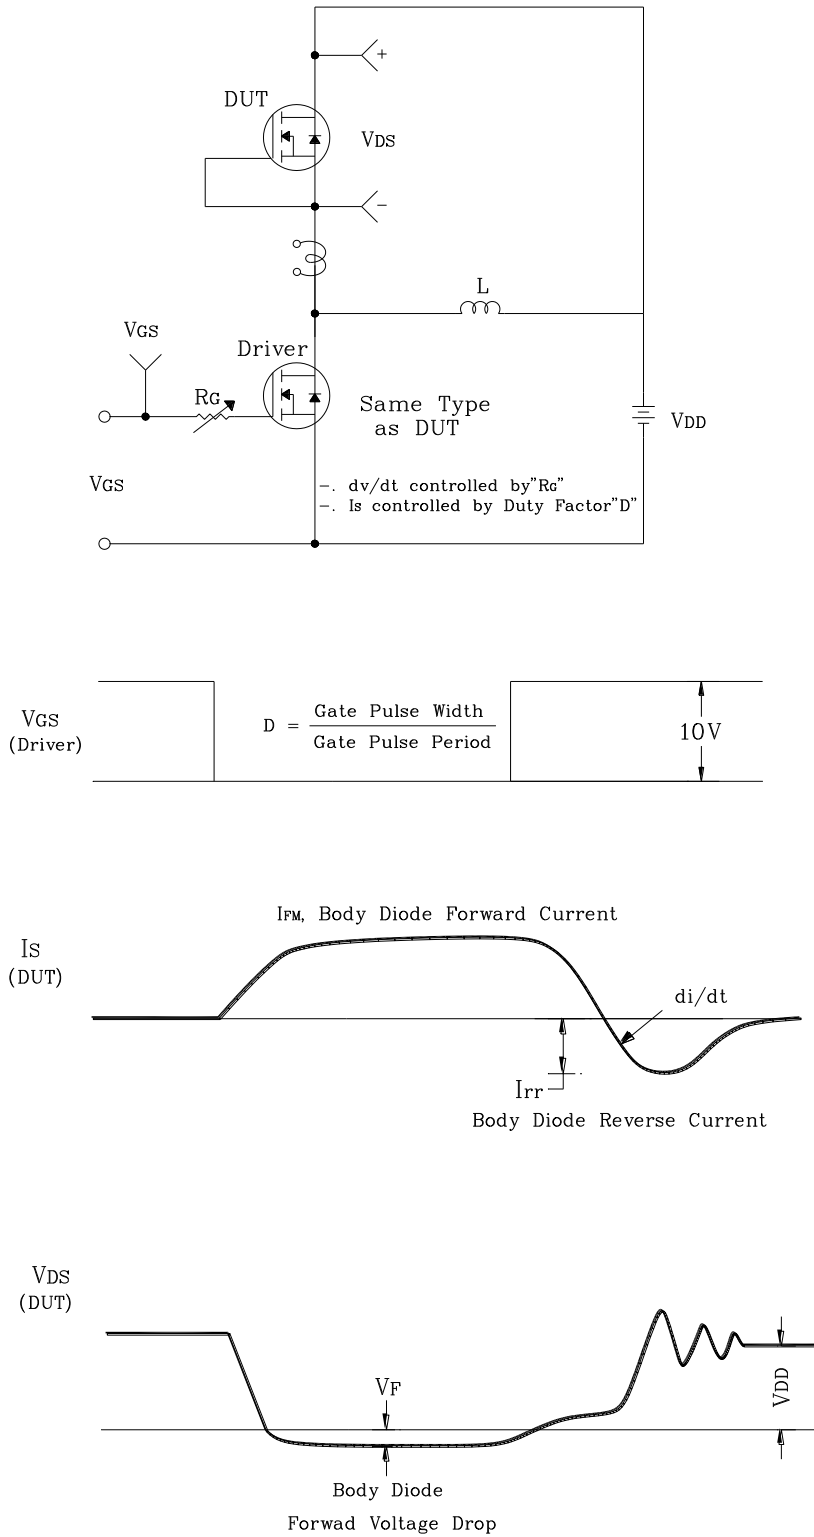 +
DUT
VDS
−
L
VGS
Driver
RG
Same Type
as DUT
VDD
VGS
−. dv/dt controlled by"RG"
−. Is controlled by Duty Factor"D"
VGS
(Driver)
D = Gate Pulse Width
Gate Pulse Period
10V
IFM, Body Diode Forward Current
IS
(DUT)
di/dt
Irr
Body Diode Reverse Current
VDS
(DUT)
VF
VDD
Body Diode
Forwad Voltage Drop